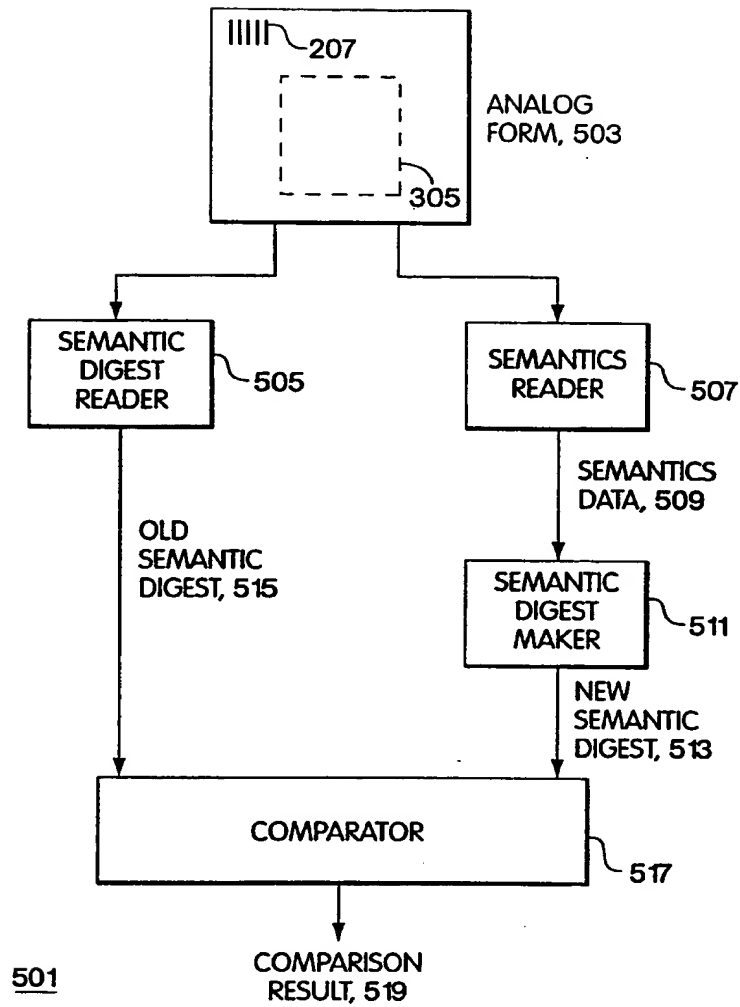 207
ANALOG
FORM, 503
305
SEMANTIC
DIGEST
READER
505
SEMANTICS
READER
507
SEMANTICS
DATA, 509
OLD
SEMANTIC
DIGEST, 515
SEMANTIC
DIGEST
MAKER
511
NEW
SEMANTIC
DIGEST, 513
COMPARATOR
517
501
COMPARISON
RESULT, 519